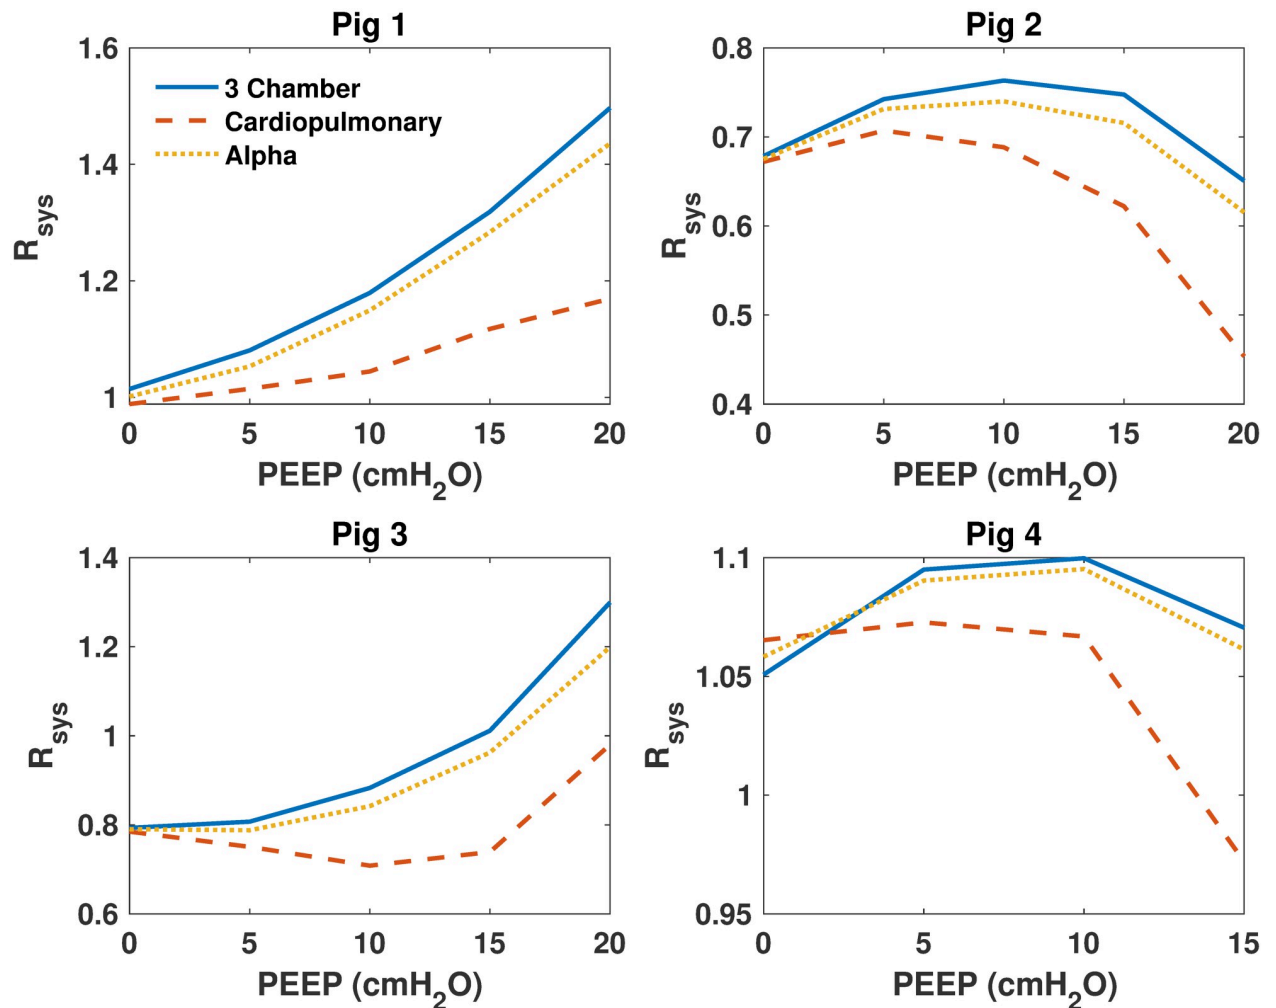 Pig 1
1.6
1.4
1.2
1
0 5 10 15 20
R_sys
PEEP (cmH₂O)
3 Chamber
Cardiopulmonary
Alpha
Pig 2
0.8
0.7
0.6
0.5
0.4
0 5 10 15 20
R_sys
PEEP (cmH₂O)
Pig 3
1.4
1.2
1
0.8
0.6
0 5 10 15 20
R_sys
PEEP (cmH₂O)
Pig 4
1.1
1.05
1
0.95
0 5 10 15
R_sys
PEEP (cmH₂O)